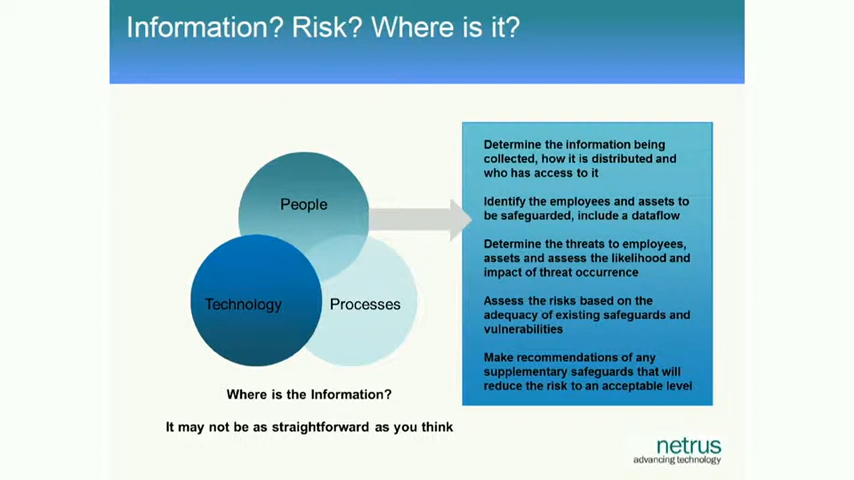 Information? Risk? Where is it?
People
Technology
Processes
Where is the Information?
It may not be as straightforward as you think
Determine the information being
collected, how it is distributed and
who has access to it
Identify the employees and assets to
be safeguarded, include a dataflow
Determine the threats to employees,
assets and assess the likelihood and
impact of threat occurrence
Assess the risks based on the
adequacy of existing safeguards and
vulnerabilities
Make recommendations of any
supplementary safeguards that will
reduce the risk to an acceptable level
netrus
advancing technology